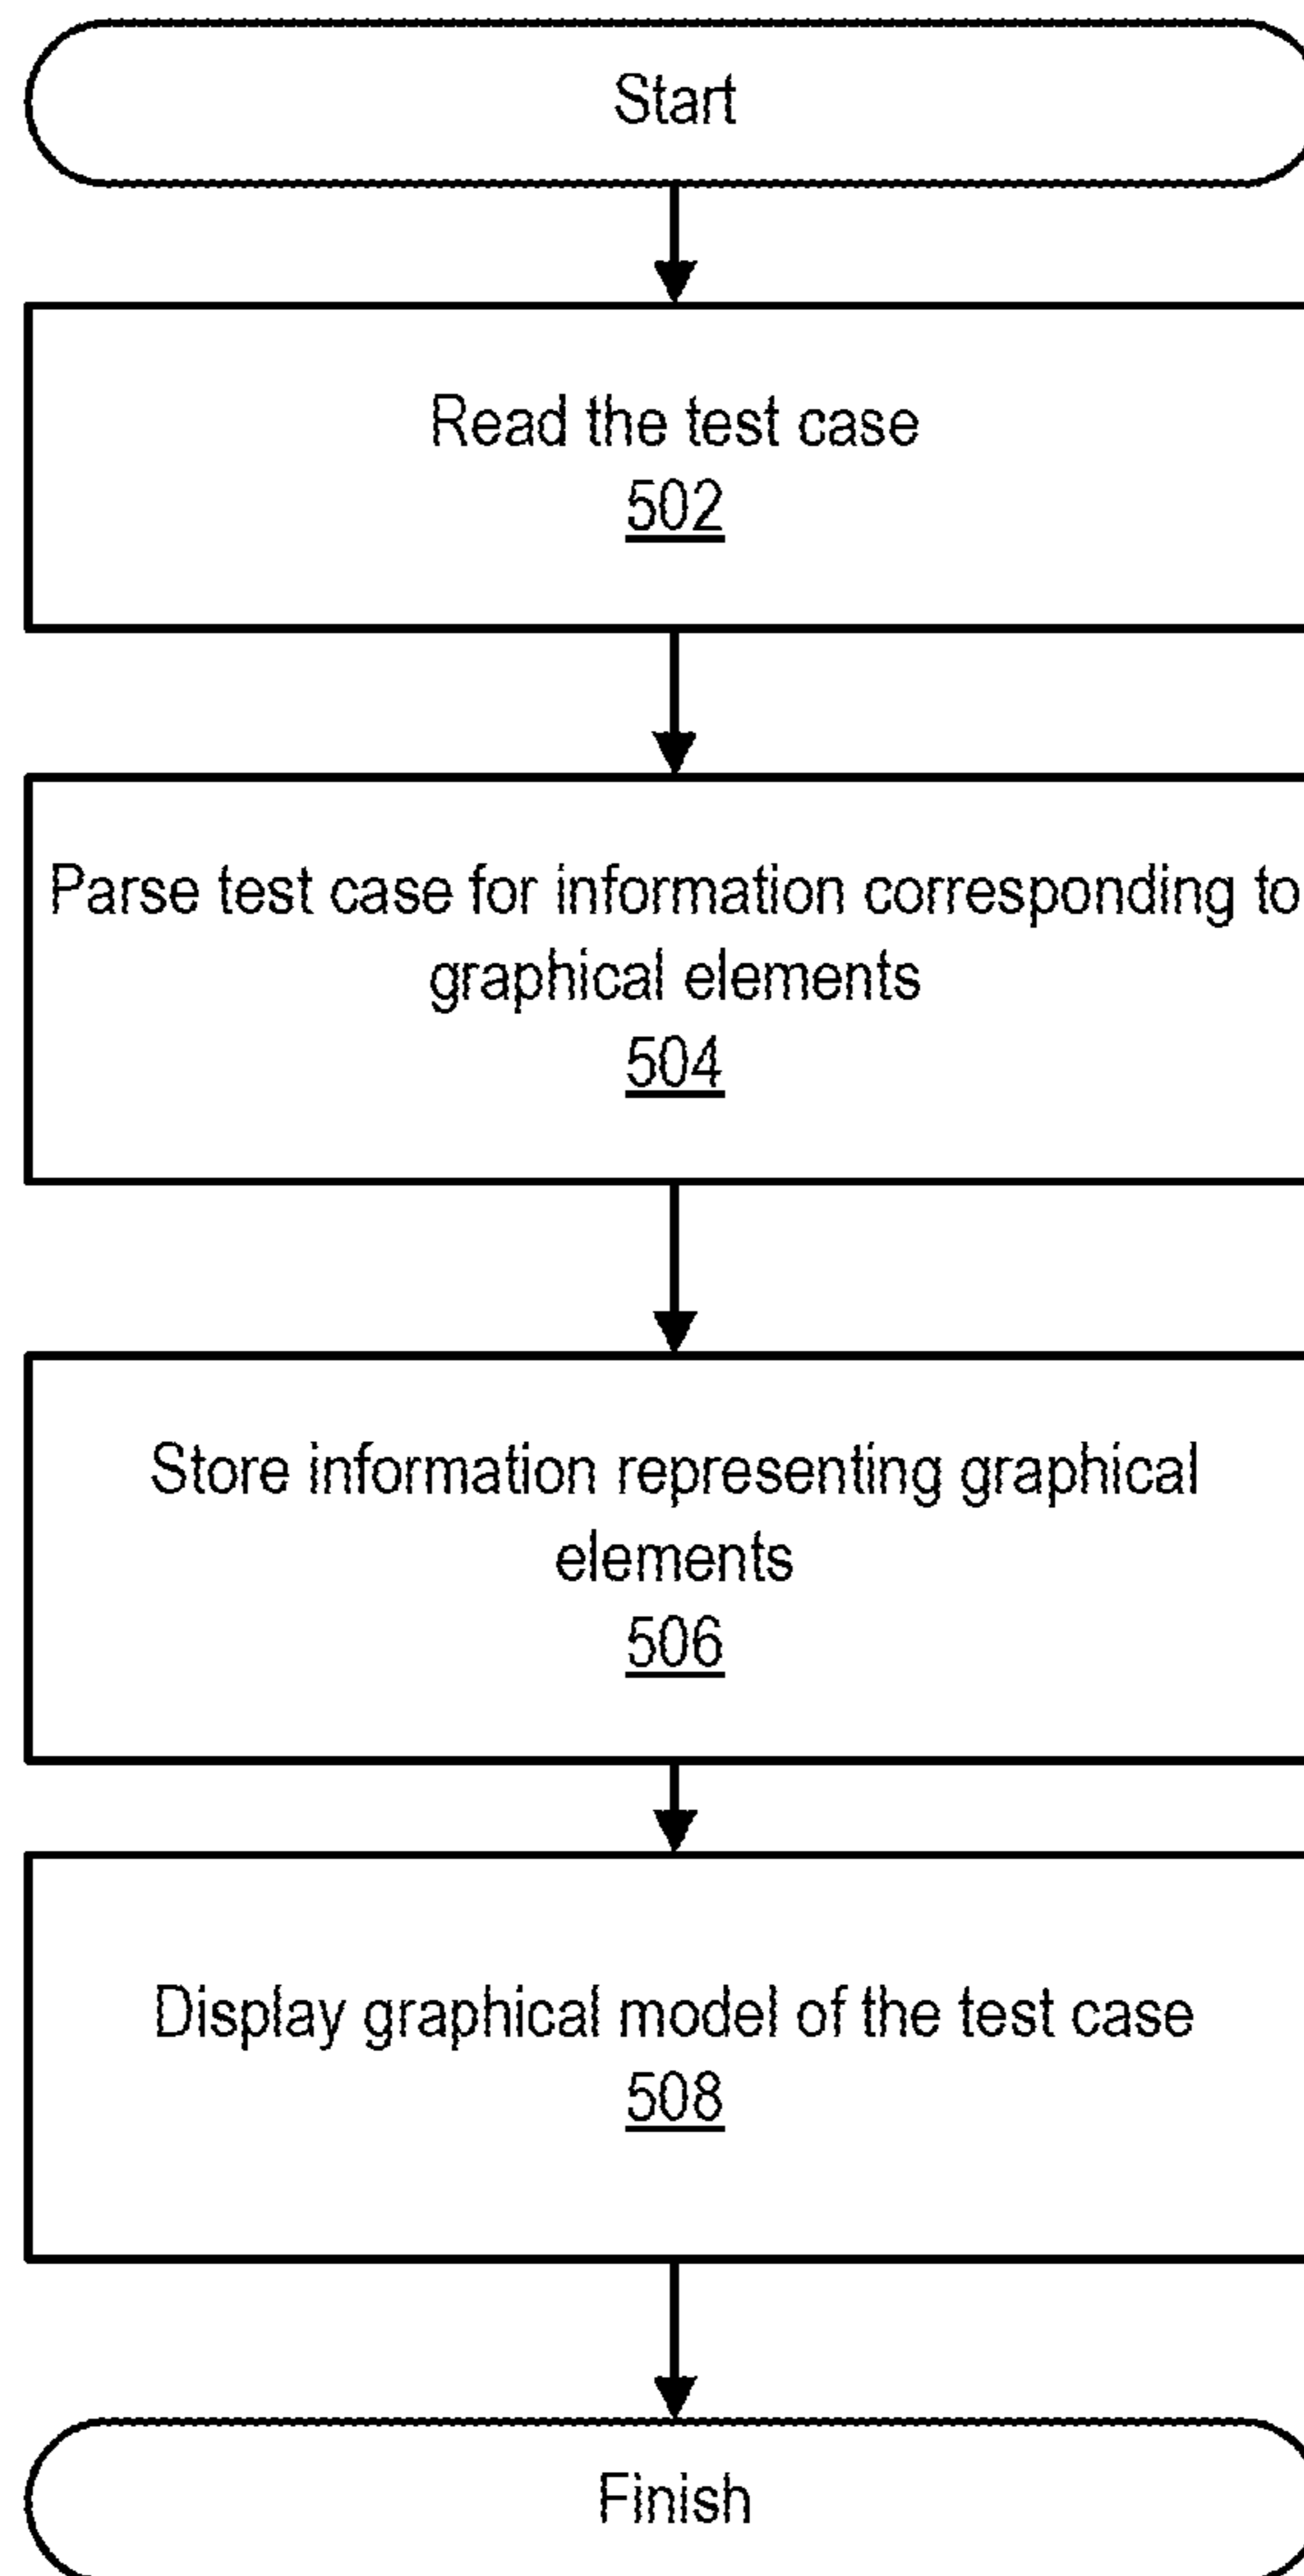 Start
Read the test case
502
Parse test case for information corresponding to
graphical elements
504
Store information representing graphical
elements
506
Display graphical model of the test case
508
Finish